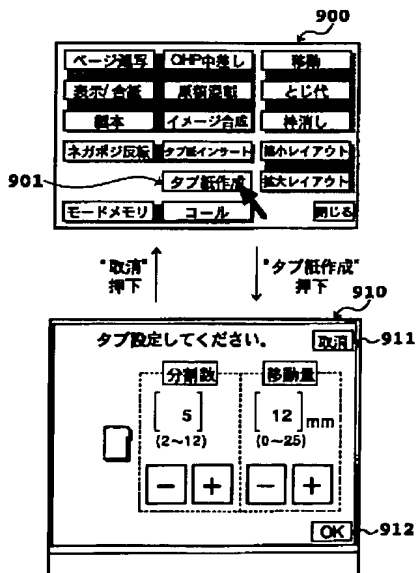 900
ページ連写 OHP中差し 移動
表示/合紙 原稿混載 とじ代
製本 イメージ合成 枠消し
ネガポジ反転 タブ紙インサート 縮小レイアウト
901 タブ紙作成 拡大レイアウト
モードメモリ コール 閉じる
"取消" "タブ紙作成"
押下 押下
910
タブ設定してください。 取消 911
分割数 移動量
5 12 mm
(2~12) (0~25)
− + − +
OK 912